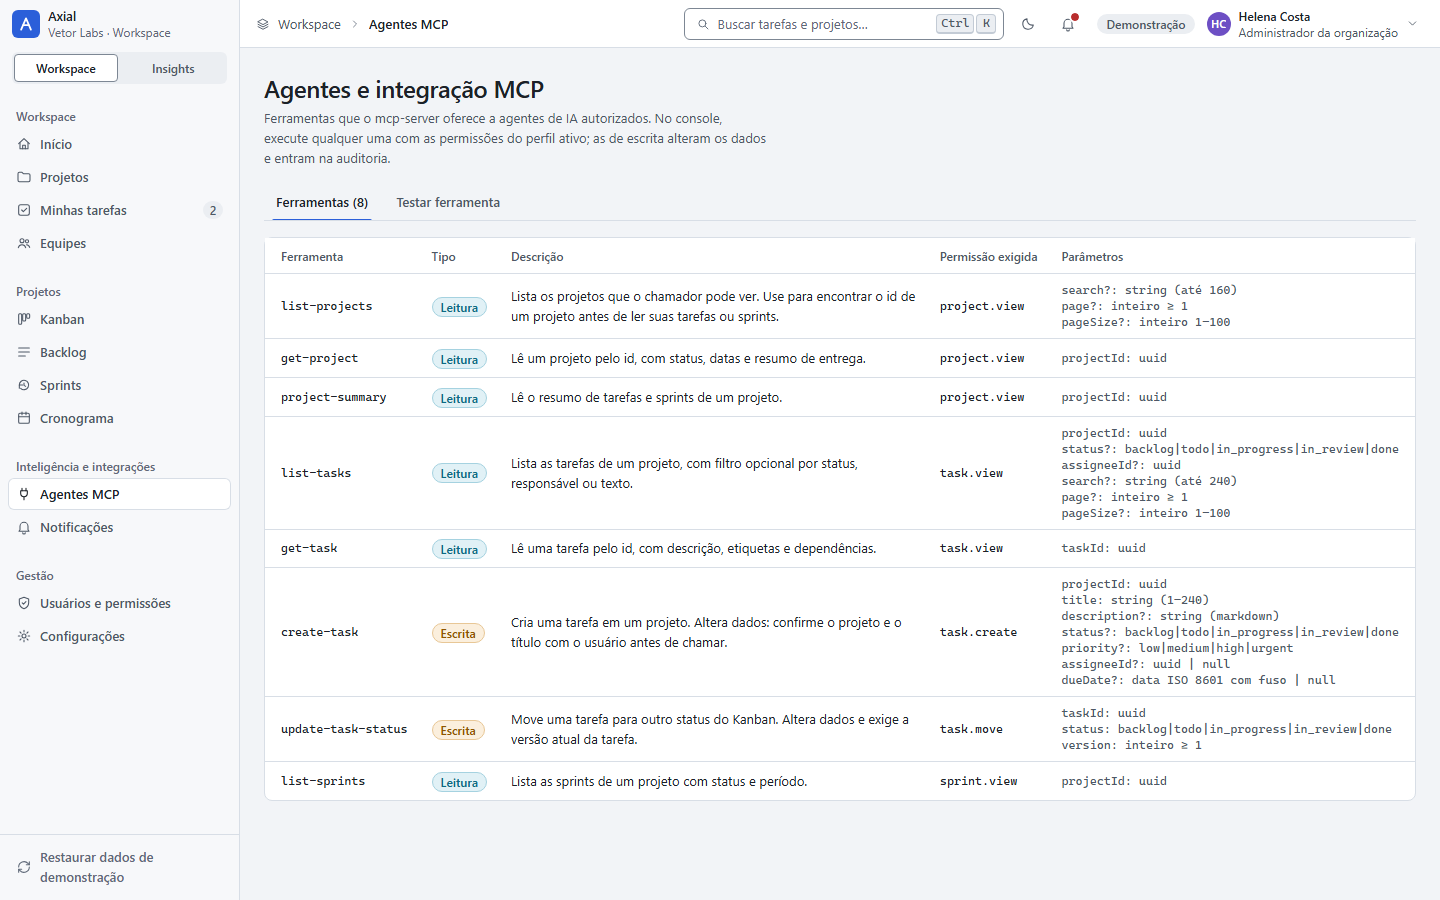 Axial
Vetor Labs · Workspace
Workspace
Insights
Workspace
Início
Projetos
Minhas tarefas
2
Equipes
Projetos
Kanban
Backlog
Sprints
Cronograma
Inteligência e integrações
Agentes MCP
Notificações
Gestão
Usuários e permissões
Configurações
Restaurar dados de
demonstração
Workspace
Agentes MCP
Buscar tarefas e projetos...
Ctrl K
Demonstração
HC
Helena Costa
Administrador da organização
Agentes e integração MCP
Ferramentas que o mcp-server oferece a agentes de IA autorizados. No console,
execute qualquer uma com as permissões do perfil ativo; as de escrita alteram os dados
e entram na auditoria.
Ferramentas (8)
Testar ferramenta
Ferramenta
Tipo
Descrição
Permissão exigida
Parâmetros
list-projects
Leitura
Lista os projetos que o chamador pode ver. Use para encontrar o id de
um projeto antes de ler suas tarefas ou sprints.
project.view
search?: string (até 160)
page?: inteiro ≥ 1
pageSize?: inteiro 1–100
get-project
Leitura
Lê um projeto pelo id, com status, datas e resumo de entrega.
project.view
projectId: uuid
project-summary
Leitura
Lê o resumo de tarefas e sprints de um projeto.
project.view
projectId: uuid
list-tasks
Leitura
Lista as tarefas de um projeto, com filtro opcional por status,
responsável ou texto.
task.view
projectId: uuid
status?: backlog|todo|in_progress|in_review|done
assigneeId?: uuid
search?: string (até 240)
page?: inteiro ≥ 1
pageSize?: inteiro 1–100
get-task
Leitura
Lê uma tarefa pelo id, com descrição, etiquetas e dependências.
task.view
taskId: uuid
create-task
Escrita
Cria uma tarefa em um projeto. Altera dados: confirme o projeto e o
título com o usuário antes de chamar.
task.create
projectId: uuid
title: string (1–240)
description?: string (markdown)
status?: backlog|todo|in_progress|in_review|done
priority?: low|medium|high|urgent
assigneeId?: uuid | null
dueDate?: data ISO 8601 com fuso | null
update-task-status
Escrita
Move uma tarefa para outro status do Kanban. Altera dados e exige a
versão atual da tarefa.
task.move
taskId: uuid
status: backlog|todo|in_progress|in_review|done
version: inteiro ≥ 1
list-sprints
Leitura
Lista as sprints de um projeto com status e período.
sprint.view
projectId: uuid